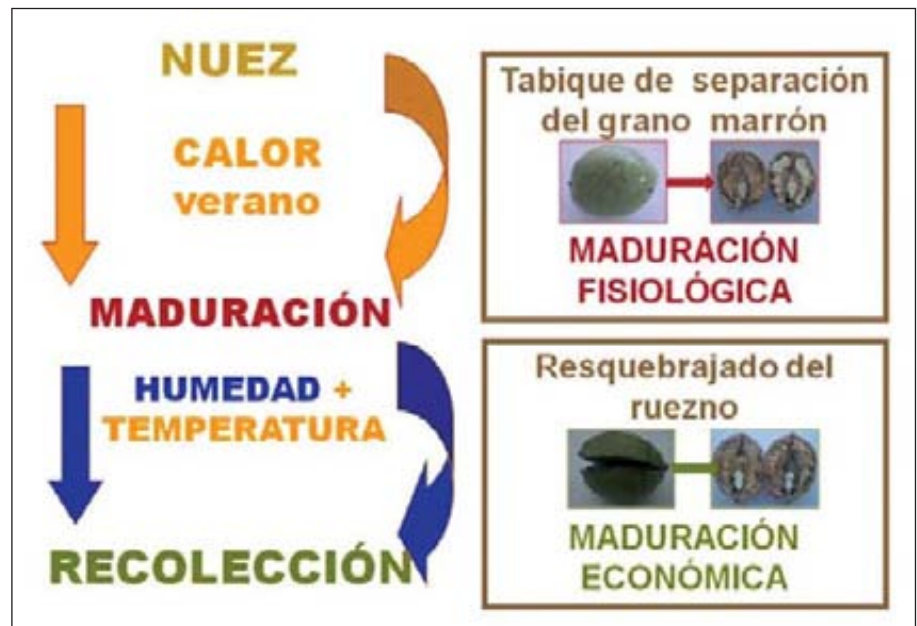 NUEZ
CALOR
verano
MADURACIÓN
HUMEDAD +
TEMPERATURA
RECOLECCIÓN
Tabique de separación
del grano marrón
MADURACIÓN
FISIOLÓGICA
Resquebrajado del
ruezno
MADURACIÓN
ECONÓMICA